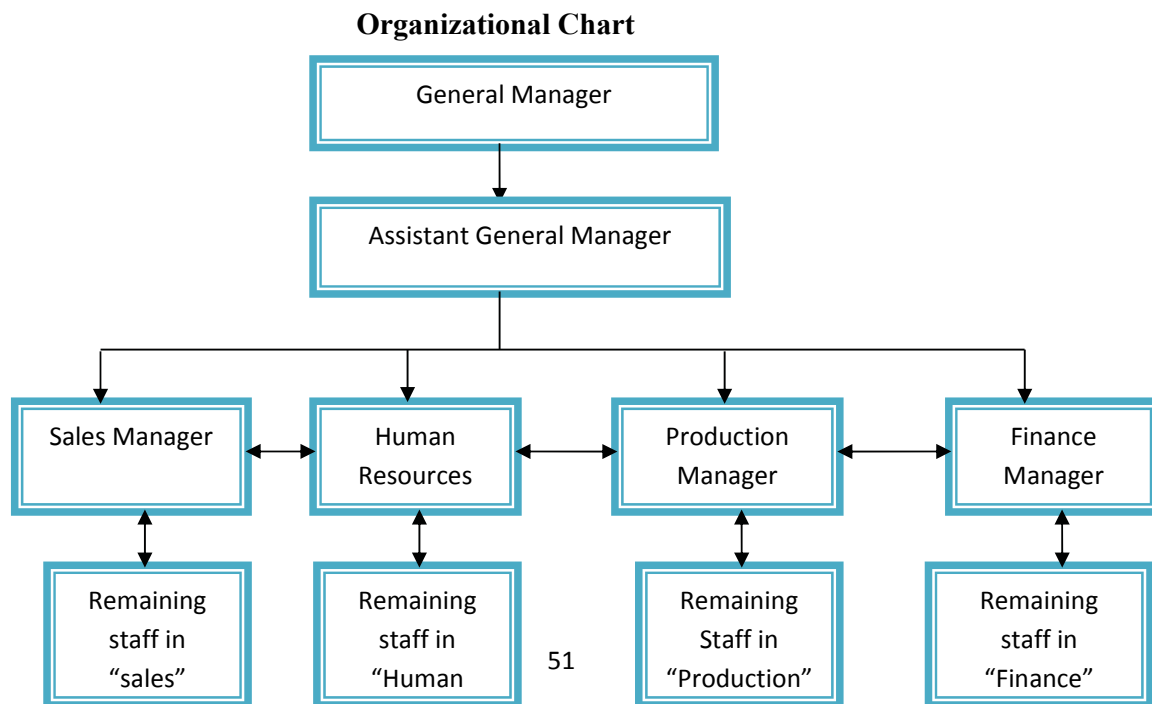 Organizational Chart
General Manager
Assistant General Manager
Sales Manager
Human
Resources
Production
Manager
Finance
Manager
Remaining
staff in
“sales”
Remaining
staff in
“Human
Remaining
Staff in
“Production”
Remaining
staff in
“Finance”
51